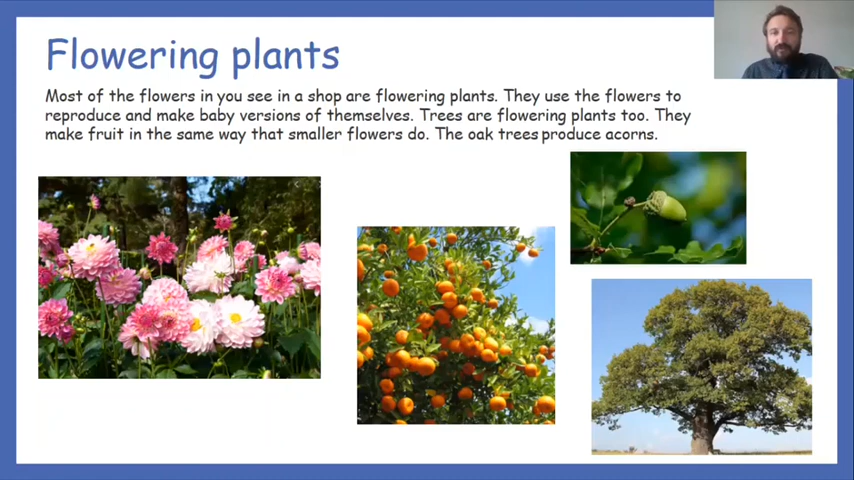 Flowering plants
Most of the flowers in you see in a shop are flowering plants. They use the flowers to
reproduce and make baby versions of themselves. Trees are flowering plants too. They
make fruit in the same way that smaller flowers do. The oak trees produce acorns.